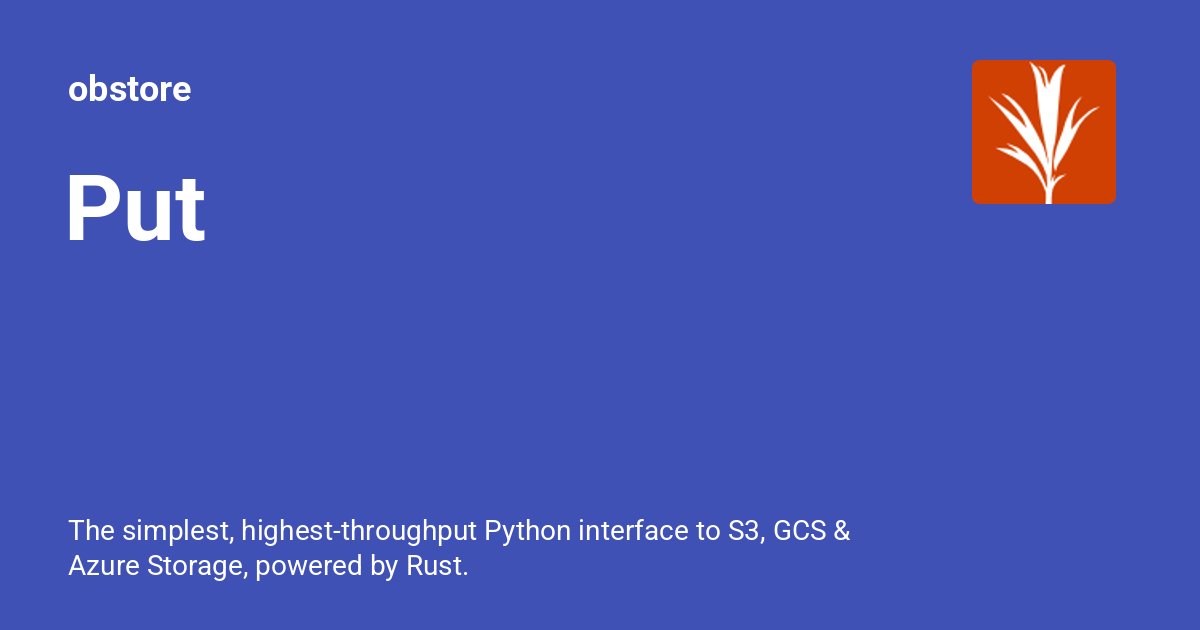 obstore
Put
The simplest, highest-throughput Python interface to S3, GCS &
Azure Storage, powered by Rust.